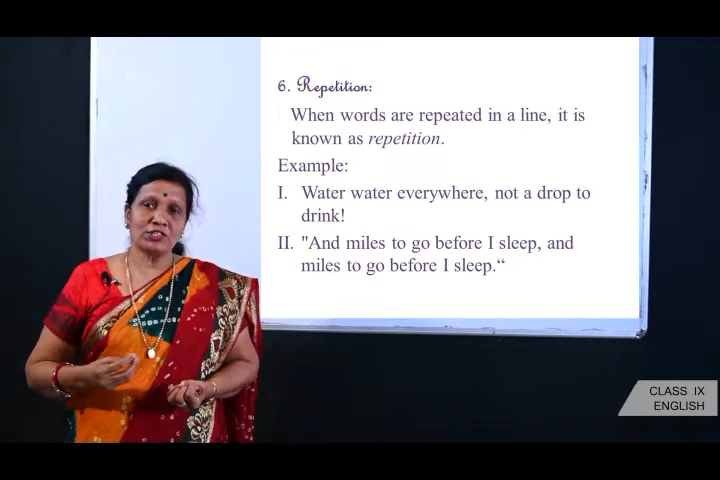 6. Repetition:
When words are repeated in a line, it is
known as repetition.
Example:
I. Water water everywhere, not a drop to
drink!
II. "And miles to go before I sleep, and
miles to go before I sleep.“
CLASS IX
ENGLISH